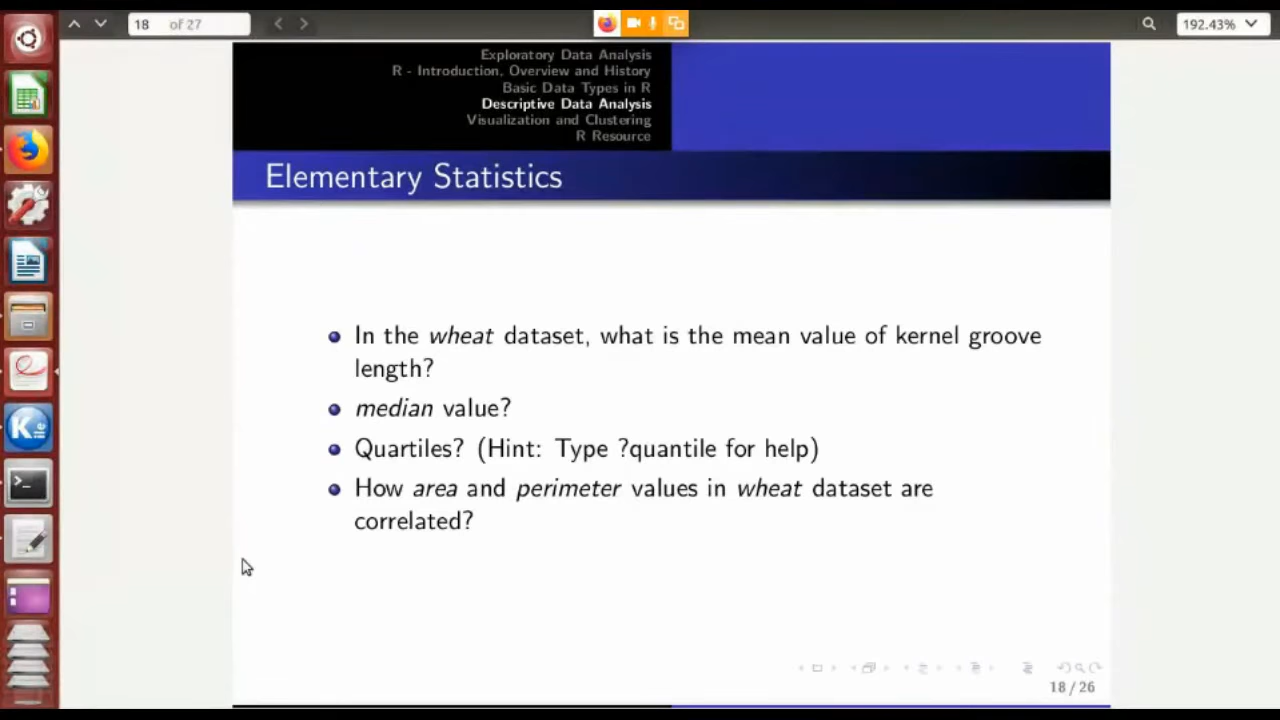 18 of 27
192.43%
Exploratory Data Analysis
R - Introduction, Overview and History
Basic Data Types in R
Descriptive Data Analysis
Visualization and Clustering
R Resource
Elementary Statistics
In the wheat dataset, what is the mean value of kernel groove
length?
median value?
Quartiles? (Hint: Type ?quantile for help)
How area and perimeter values in wheat dataset are
correlated?
18 / 26